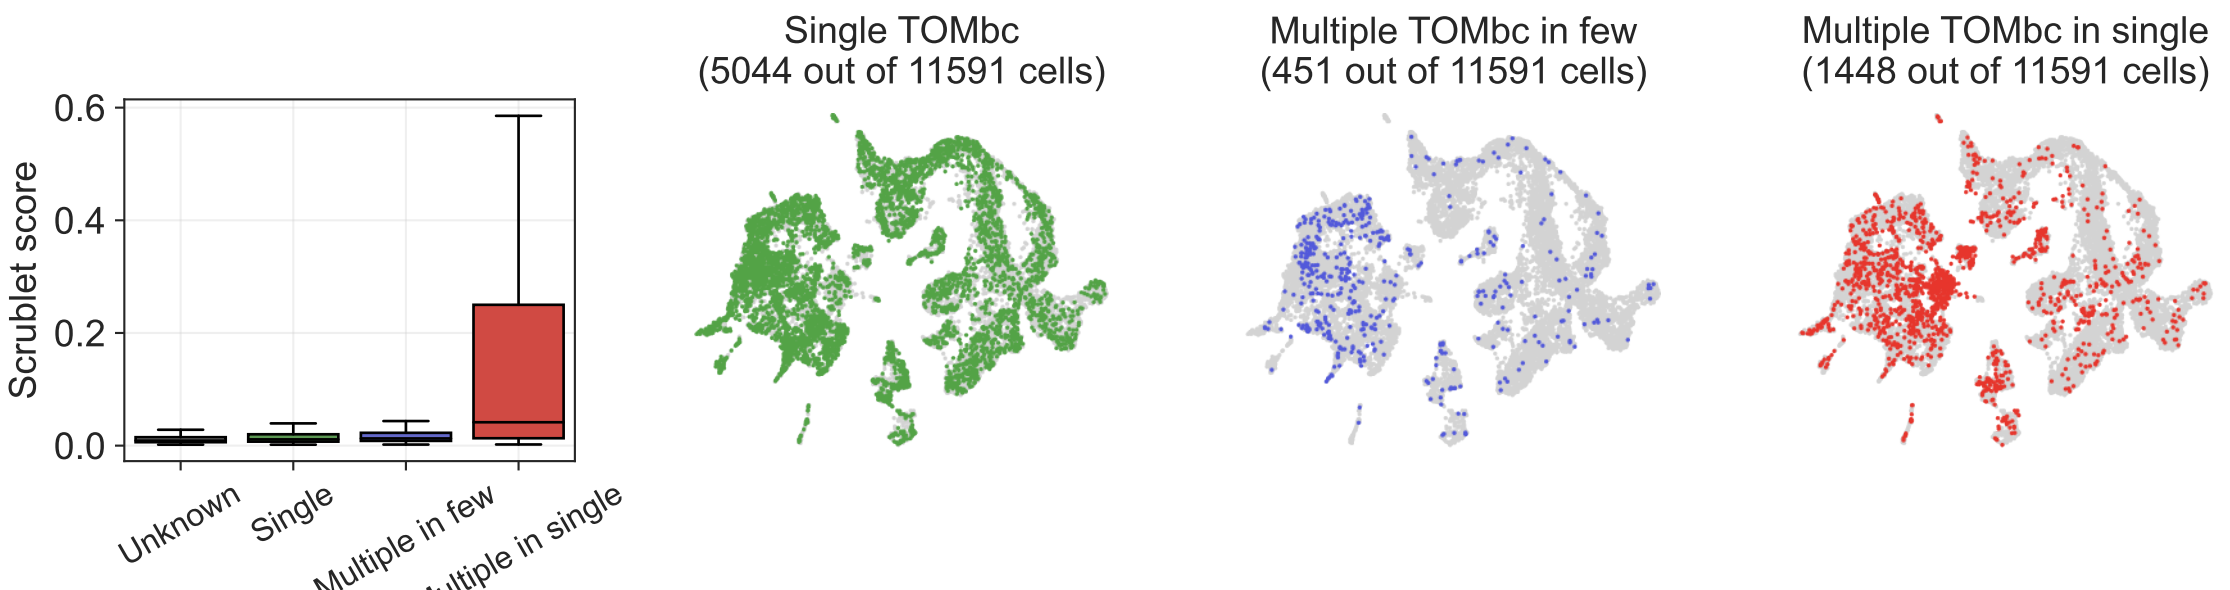 Single TOMbc
(5044 out of 11591 cells)
Multiple TOMbc in few
(451 out of 11591 cells)
Multiple TOMbc in single
(1448 out of 11591 cells)
Scrublet score
0.6
0.4
0.2
0.0
Unknown
Single
Multiple in few
ultiple in single